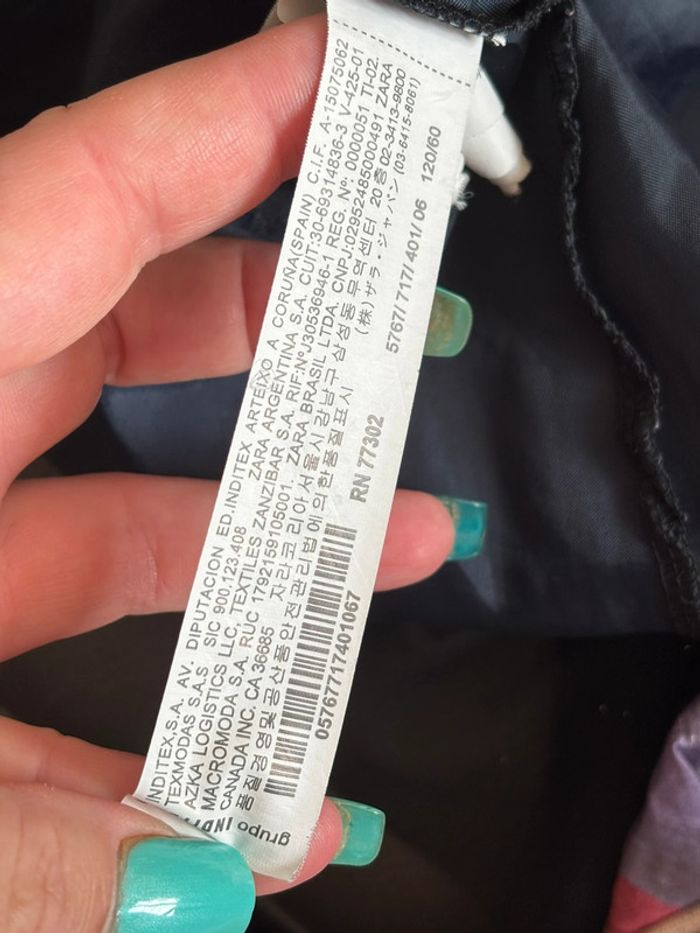 INDITEX,S.A. AV. DIPUTACION ED.INDITEX ARTEIXO A CORUÑA(SPAIN) C.I.F. A-15075062
TEXMODAS S.A.S. SIC 900.123.408 ZARA ARGENTINA S.A. CUIT:30-69314836-3 V-425-01
AZKA LOGISTICS LLC. TEXTILES ZANZIBAR S.A. RIF:NºJ30536946-1 REG. Nº: 0000051 TI-02.
MACROMODA S.A. RUC 1792159105001. ZARA BRASIL LTDA. CNPJ:02952485000491 ZARA
CANADA INC. CA 36685 자라코리아 서울시 강남구 삼성동 무역센터 20층 02-3413-9800
품질경영 및 공산품안전관리법에 의한 품질표시 (株) ザラ・ジャパン (03-6415-8061)
RN 77302 5767/ 717/ 401/ 06 120/60
05767717401067
grupo INDIT